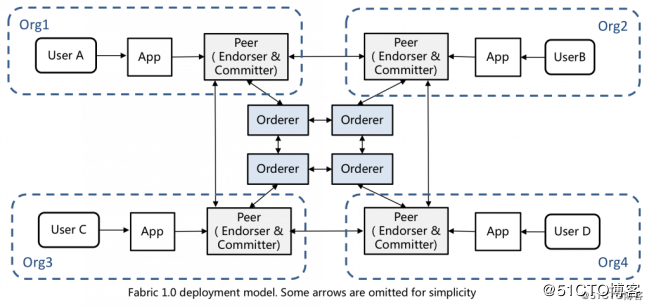 Org1
User A
App
Peer
( Endorser &
Committer)
Org2
Peer
( Endorser &
Committer)
App
UserB
Orderer
Orderer
Orderer
Orderer
User C
App
Peer
( Endorser &
Committer)
Org3
Peer
( Endorser &
Committer)
App
User D
Org4
Fabric 1.0 deployment model. Some arrows are omitted for simplicity
@51CTO博客